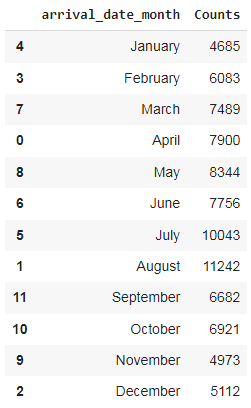 arrival_date_month Counts
4 January 4685
3 February 6083
7 March 7489
0 April 7900
8 May 8344
6 June 7756
5 July 10043
1 August 11242
11 September 6682
10 October 6921
9 November 4973
2 December 5112